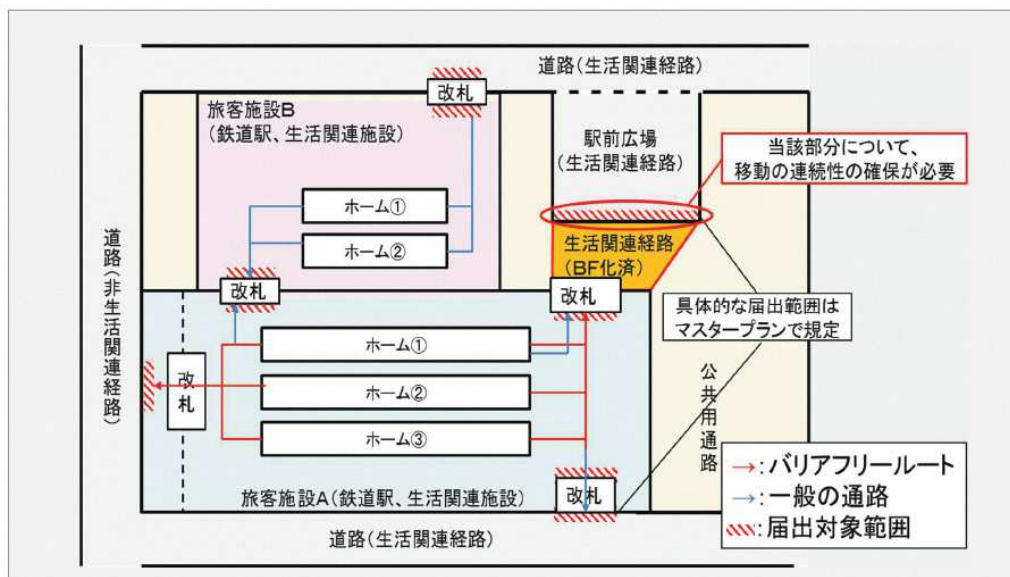 道路(生活関連経路)
改札
旅客施設B
(鉄道駅、生活関連施設)
駅前広場
(生活関連経路)
当該部分について、
移動の連続性の確保が必要
ホーム①
ホーム②
生活関連経路
(BF化済)
道路(非生活関連経路)
改札
改札
具体的な届出範囲は
マスタープランで規定
ホーム①
改札
ホーム②
ホーム③
公共用通路
旅客施設A(鉄道駅、生活関連施設)
改札
道路(生活関連経路)
→:バリアフリールート
→:一般の通路
:届出対象範囲